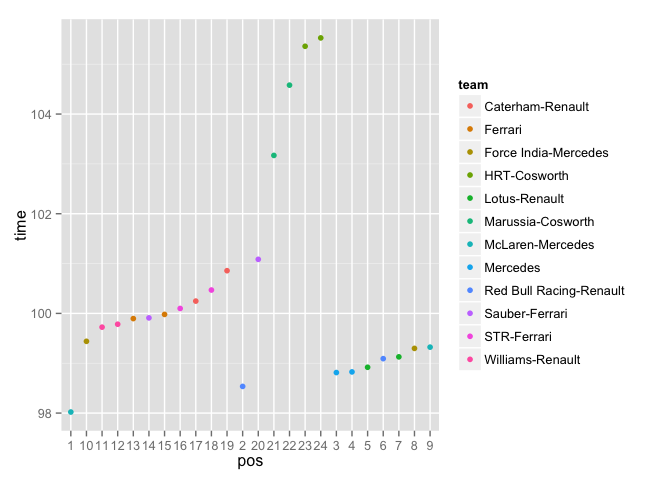 team
Caterham-Renault
Ferrari
Force India-Mercedes
HRT-Cosworth
Lotus-Renault
Marussia-Cosworth
McLaren-Mercedes
Mercedes
Red Bull Racing-Renault
Sauber-Ferrari
STR-Ferrari
Williams-Renault
time
104
102
100
98
1 10 11 12 13 14 15 16 17 18 19 2 20 21 22 23 24 3 4 5 6 7 8 9
pos